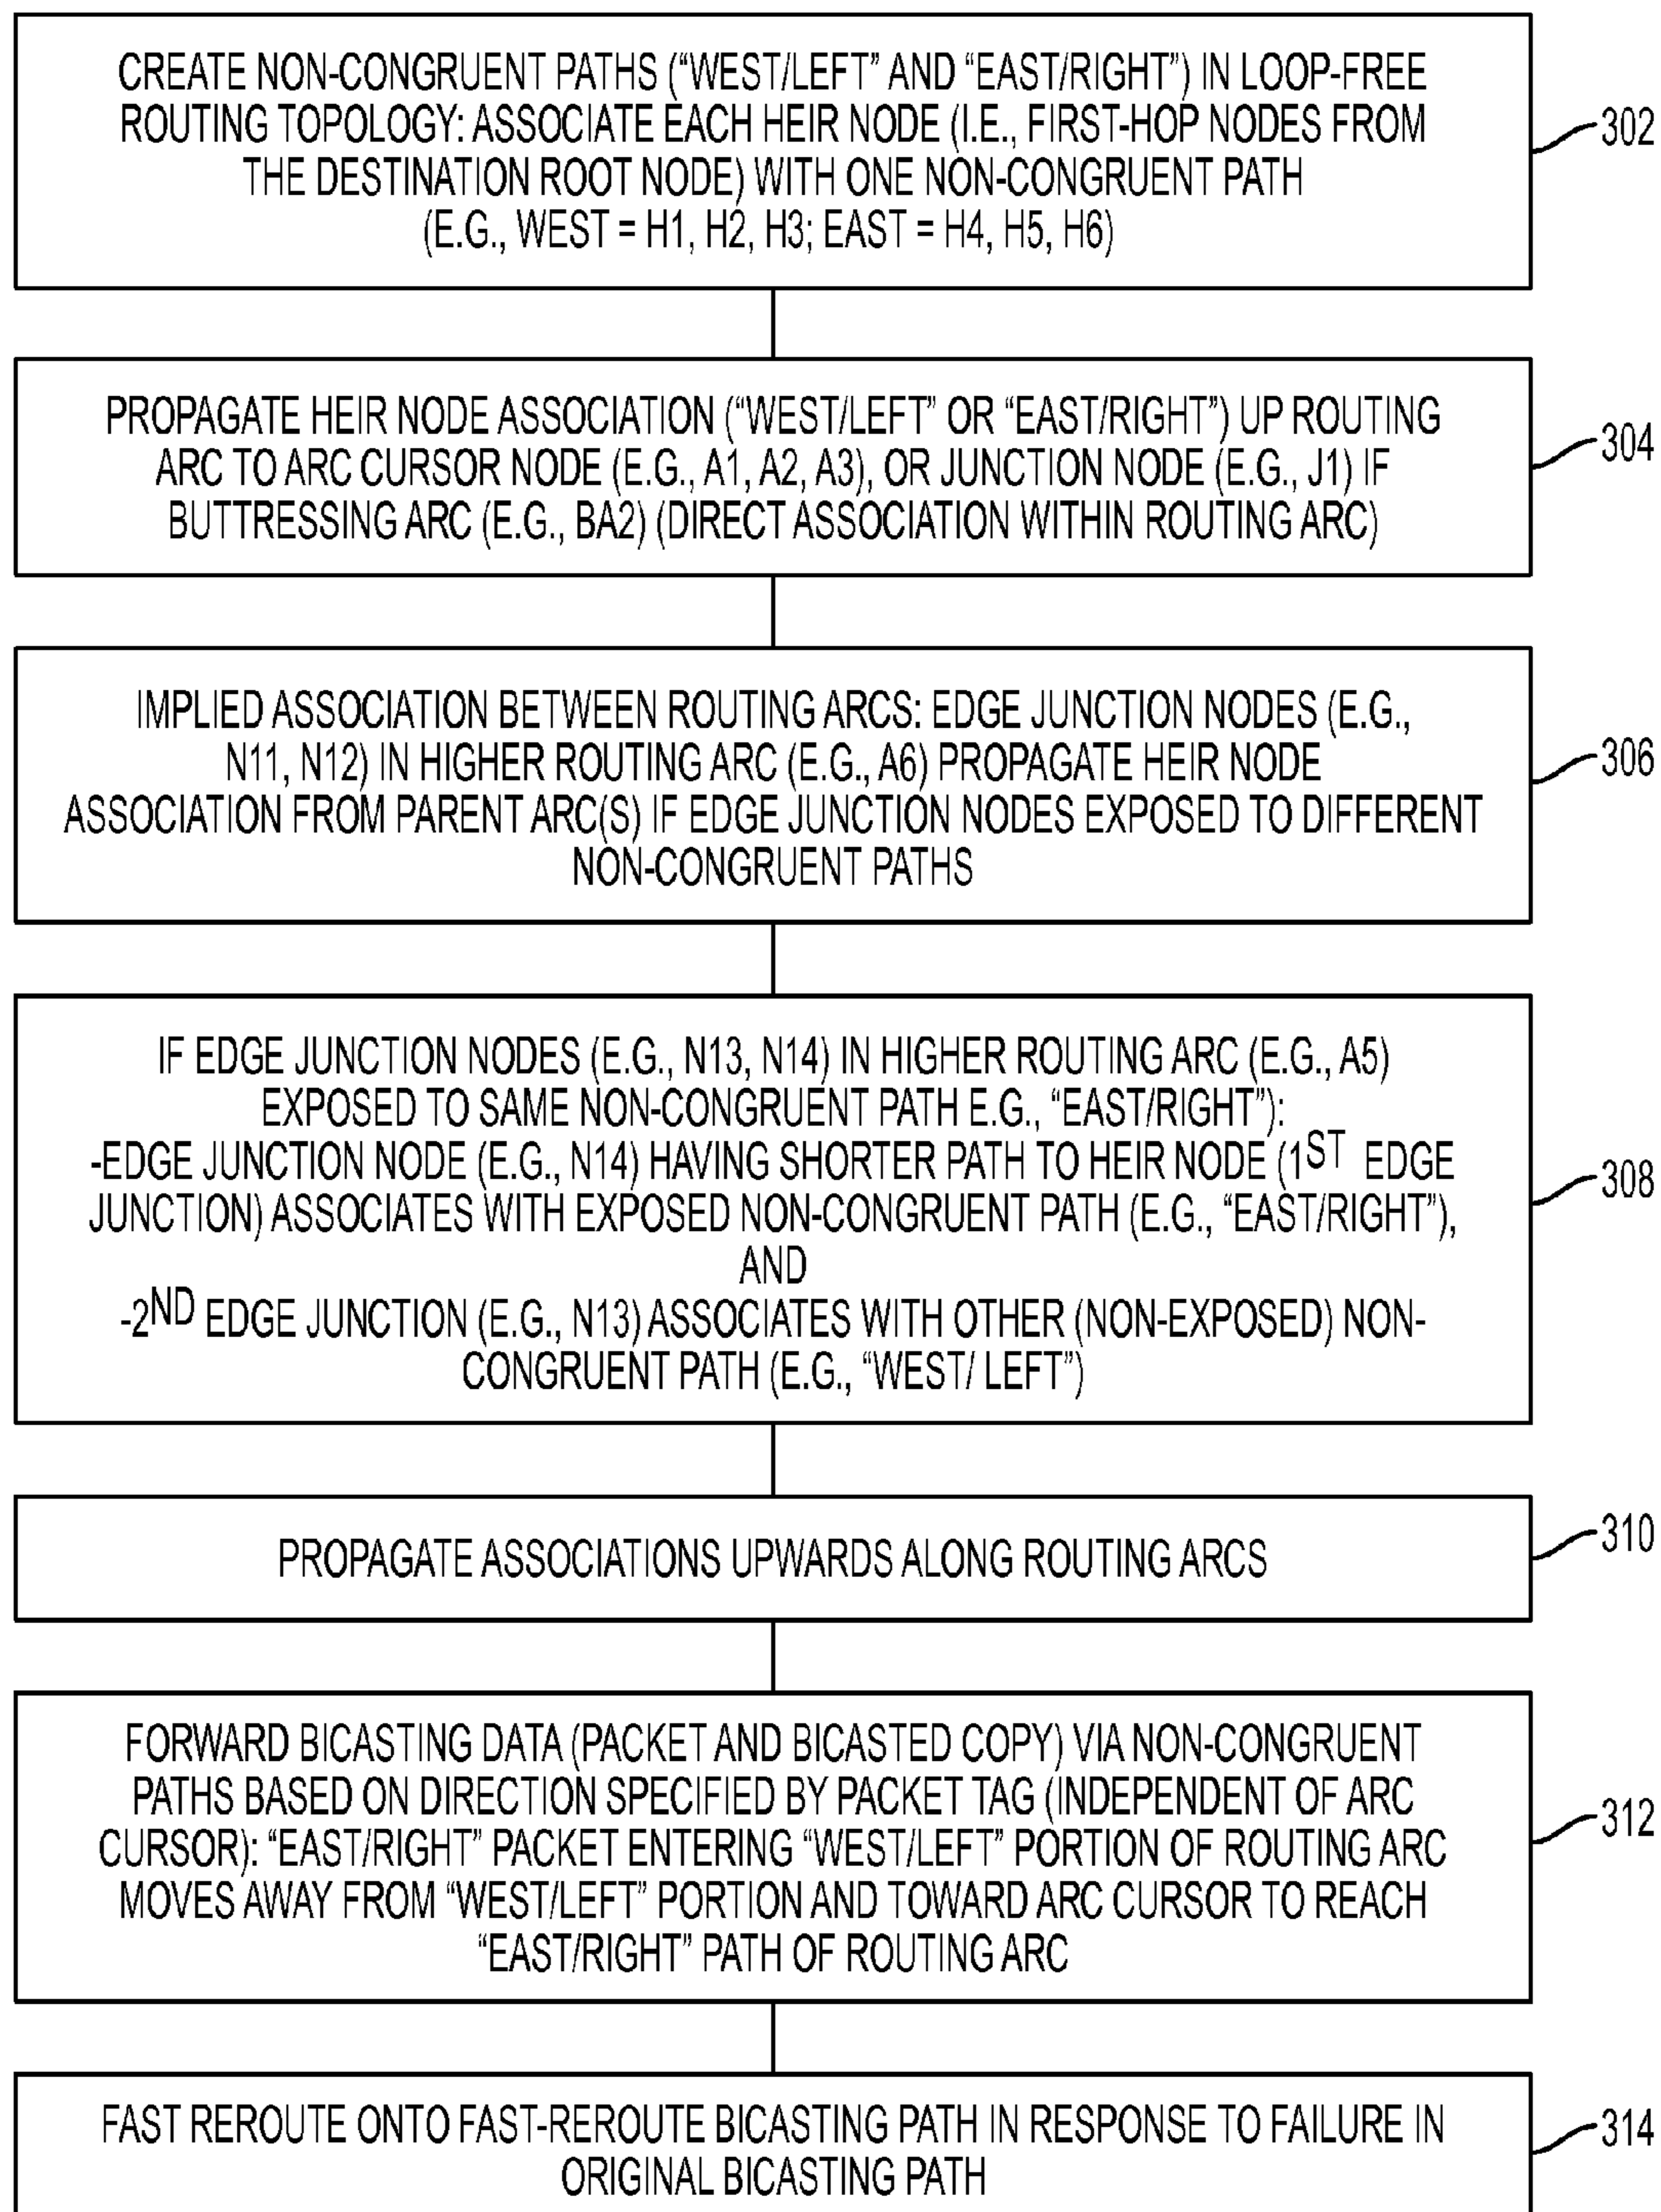 CREATE NON-CONGRUENT PATHS (“WEST/LEFT” AND “EAST/RIGHT”) IN LOOP-FREE
ROUTING TOPOLOGY: ASSOCIATE EACH HEIR NODE (I.E., FIRST-HOP NODES FROM
THE DESTINATION ROOT NODE) WITH ONE NON-CONGRUENT PATH
(E.G., WEST = H1, H2, H3; EAST = H4, H5, H6)
302
PROPAGATE HEIR NODE ASSOCIATION (“WEST/LEFT” OR “EAST/RIGHT”) UP ROUTING
ARC TO ARC CURSOR NODE (E.G., A1, A2, A3), OR JUNCTION NODE (E.G., J1) IF
BUTTRESSING ARC (E.G., BA2) (DIRECT ASSOCIATION WITHIN ROUTING ARC)
304
IMPLIED ASSOCIATION BETWEEN ROUTING ARCS: EDGE JUNCTION NODES (E.G.,
N11, N12) IN HIGHER ROUTING ARC (E.G., A6) PROPAGATE HEIR NODE
ASSOCIATION FROM PARENT ARC(S) IF EDGE JUNCTION NODES EXPOSED TO DIFFERENT
NON-CONGRUENT PATHS
306
IF EDGE JUNCTION NODES (E.G., N13, N14) IN HIGHER ROUTING ARC (E.G., A5)
EXPOSED TO SAME NON-CONGRUENT PATH E.G., “EAST/RIGHT”):
-EDGE JUNCTION NODE (E.G., N14) HAVING SHORTER PATH TO HEIR NODE (1ST EDGE
JUNCTION) ASSOCIATES WITH EXPOSED NON-CONGRUENT PATH (E.G., “EAST/RIGHT”),
AND
-2ND EDGE JUNCTION (E.G., N13) ASSOCIATES WITH OTHER (NON-EXPOSED) NON-
CONGRUENT PATH (E.G., “WEST/ LEFT”)
308
PROPAGATE ASSOCIATIONS UPWARDS ALONG ROUTING ARCS
310
FORWARD BICASTING DATA (PACKET AND BICASTED COPY) VIA NON-CONGRUENT
PATHS BASED ON DIRECTION SPECIFIED BY PACKET TAG (INDEPENDENT OF ARC
CURSOR): “EAST/RIGHT” PACKET ENTERING “WEST/LEFT” PORTION OF ROUTING ARC
MOVES AWAY FROM “WEST/LEFT” PORTION AND TOWARD ARC CURSOR TO REACH
“EAST/RIGHT” PATH OF ROUTING ARC
312
FAST REROUTE ONTO FAST-REROUTE BICASTING PATH IN RESPONSE TO FAILURE IN
ORIGINAL BICASTING PATH
314